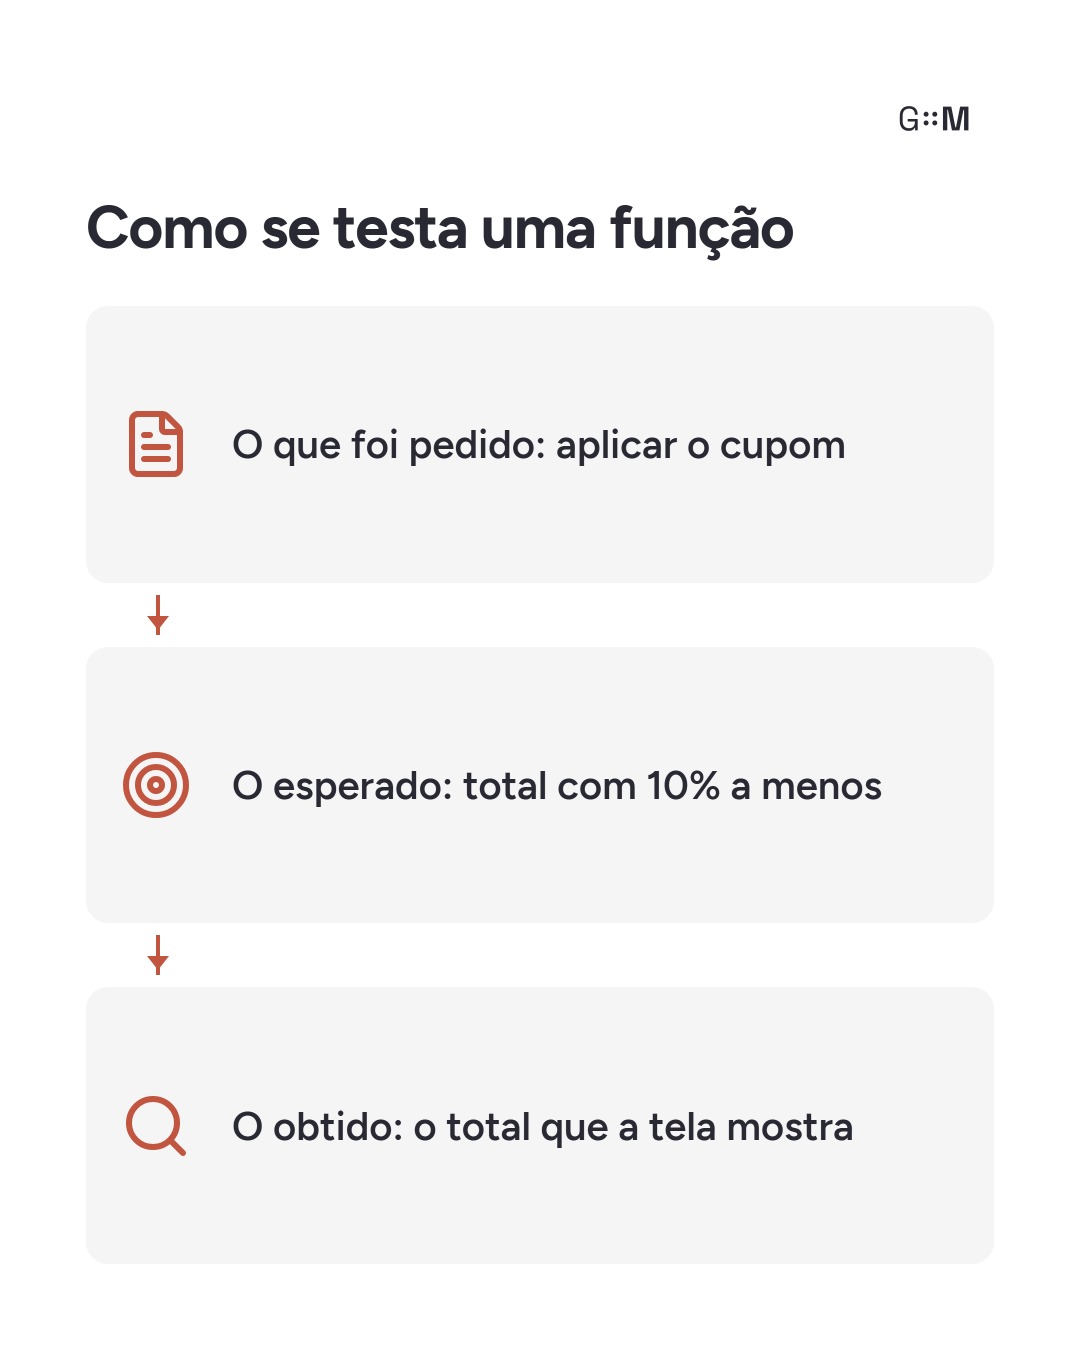 G::M
Como se testa uma função
O que foi pedido: aplicar o cupom
O esperado: total com 10% a menos
O obtido: o total que a tela mostra